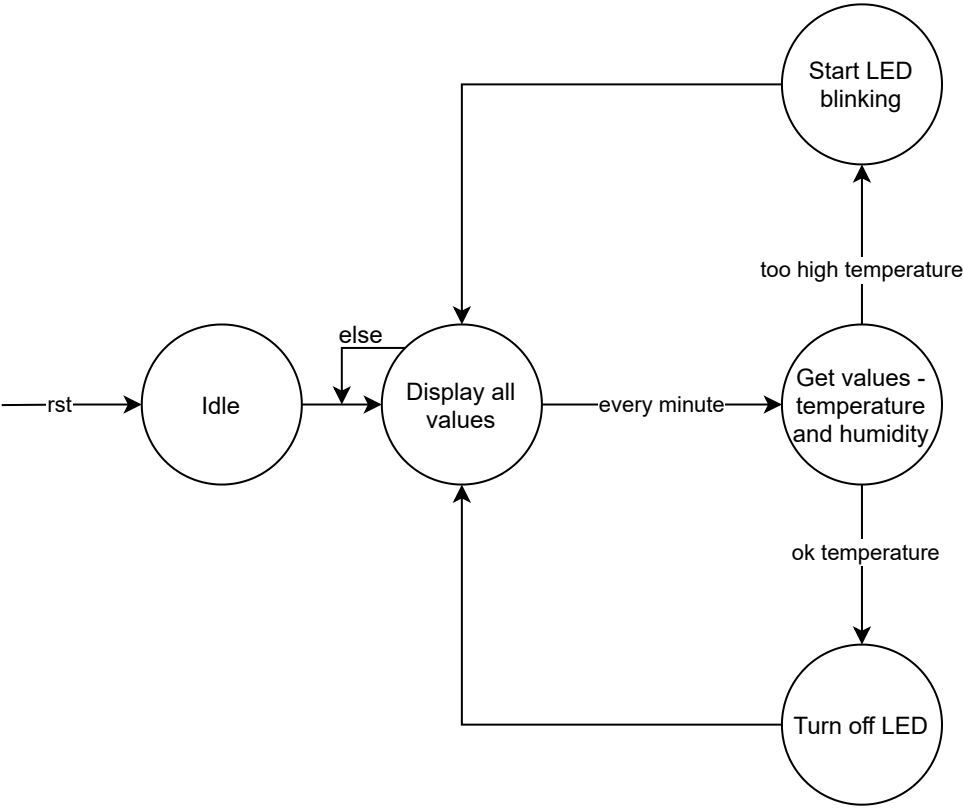 Start LED
blinking
too high temperature
else
rst
Idle
Display all
values
every minute
Get values -
temperature
and humidity
ok temperature
Turn off LED